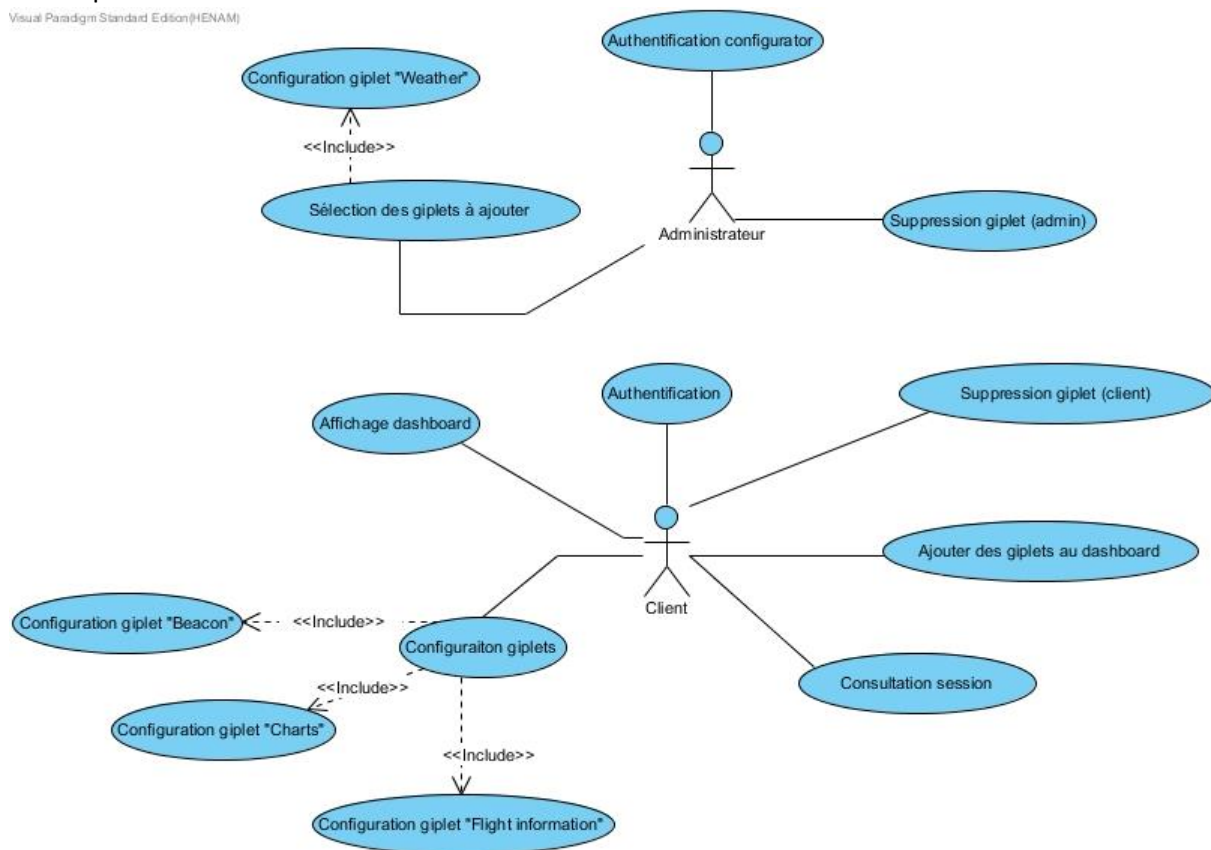 Visual Paradigm Standard Edition(HENAM)
Authentification configurator
Configuration giplet "Weather"
<<Include>>
Sélection des giplets à ajouter
Administrateur
Suppression giplet (admin)
Authentification
Suppression giplet (client)
Affichage dashboard
Ajouter des giplets au dashboard
Client
Configuration giplet "Beacon"
<<Include>>
Configuraiton giplets
Consultation session
<<Include>>
Configuration giplet "Charts"
<<Include>>
Configuration giplet "Flight information"